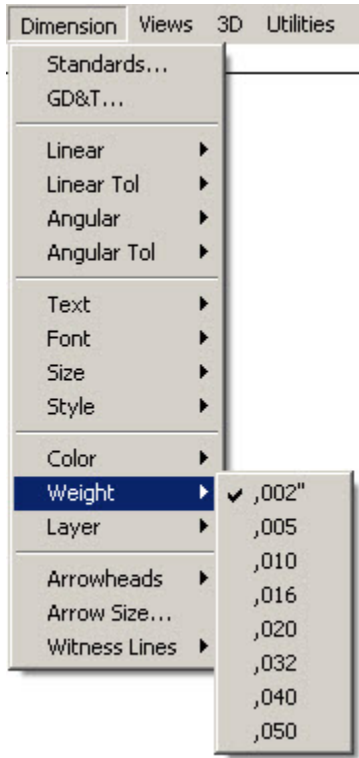 Dimension Views 3D Utilities
Standards...
GD&T...
Linear
Linear Tol
Angular
Angular Tol
Text
Font
Size
Style
Color
Weight
Layer
Arrowheads
Arrow Size...
Witness Lines
,002"
,005
,010
,016
,020
,032
,040
,050